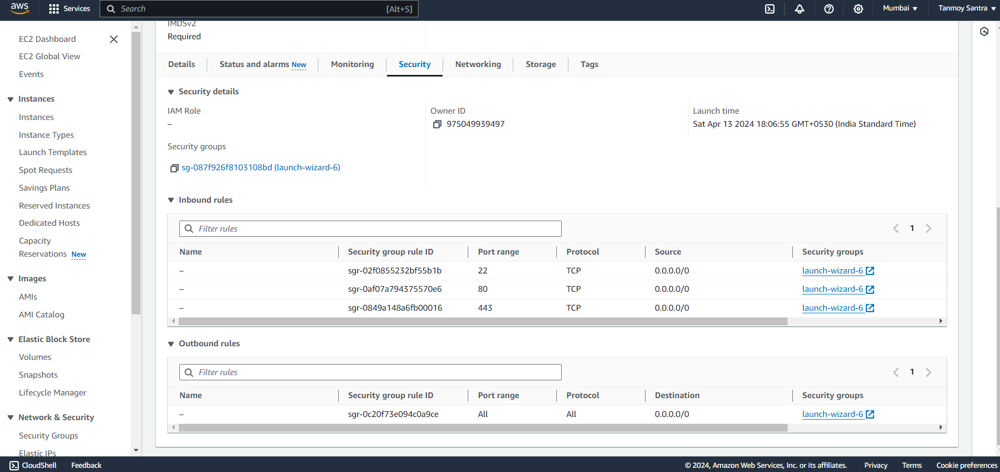 aws
Services
Search
[Alt+S]
Mumbai
Tanmoy Santra
EC2 Dashboard
EC2 Global View
Events
Instances
Instances
Instance Types
Launch Templates
Spot Requests
Savings Plans
Reserved Instances
Dedicated Hosts
Capacity
Reservations New
Images
AMIs
AMI Catalog
Elastic Block Store
Volumes
Snapshots
Lifecycle Manager
Network & Security
Security Groups
Elastic IPs
IMDSv2
Required
Details Status and alarms New Monitoring Security Networking Storage Tags
Security details
IAM Role
–
Owner ID
975049939497
Launch time
Sat Apr 13 2024 18:06:55 GMT+0530 (India Standard Time)
Security groups
sg-087f926f8103108bd (launch-wizard-6)
Inbound rules
Filter rules
1
Name Security group rule ID Port range Protocol Source Security groups
– sgr-02f0855232bf55b1b 22 TCP 0.0.0.0/0 launch-wizard-6
– sgr-0af07a794375570e6 80 TCP 0.0.0.0/0 launch-wizard-6
– sgr-0849a148a6fb00016 443 TCP 0.0.0.0/0 launch-wizard-6
Outbound rules
Filter rules
1
Name Security group rule ID Port range Protocol Destination Security groups
– sgr-0c20f73e094c0a9ce All All 0.0.0.0/0 launch-wizard-6
CloudShell Feedback © 2024, Amazon Web Services, Inc. or its affiliates. Privacy Terms Cookie preferences